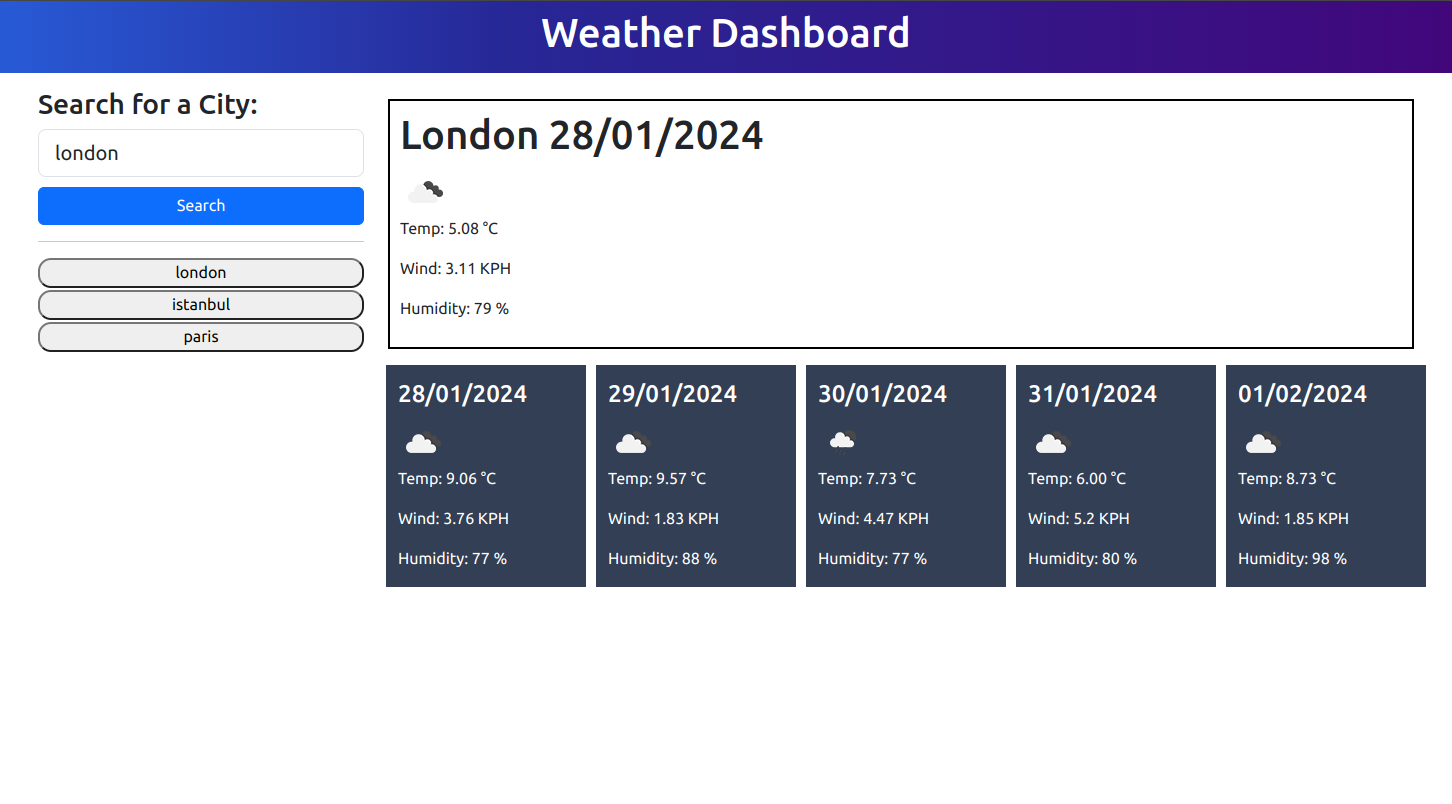 Weather Dashboard
Search for a City:
london
Search
london
istanbul
paris
London 28/01/2024
Temp: 5.08 °C
Wind: 3.11 KPH
Humidity: 79 %
28/01/2024
Temp: 9.06 °C
Wind: 3.76 KPH
Humidity: 77 %
29/01/2024
Temp: 9.57 °C
Wind: 1.83 KPH
Humidity: 88 %
30/01/2024
Temp: 7.73 °C
Wind: 4.47 KPH
Humidity: 77 %
31/01/2024
Temp: 6.00 °C
Wind: 5.2 KPH
Humidity: 80 %
01/02/2024
Temp: 8.73 °C
Wind: 1.85 KPH
Humidity: 98 %